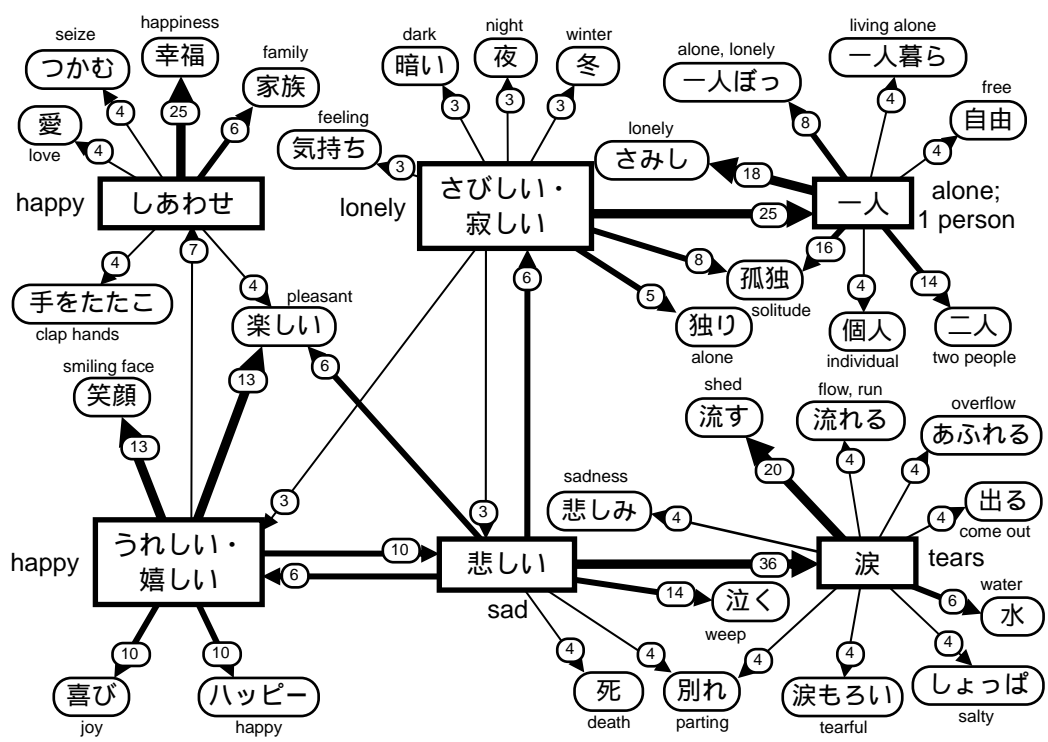 seize
つかむ
happiness
幸福
family
家族
愛
love
4
25
6
4
happy
しあわせ
7
4
手をたたこ
clap hands
4
pleasant
楽しい
dark
暗い
night
夜
winter
冬
feeling
気持ち
3
3
3
3
lonely
さびしい・
寂しい
alone, lonely
一人ぼっ
living alone
一人暮ら
free
自由
lonely
さみし
8
4
4
18
25
一人
alone;
1 person
16
8
孤独
solitude
5
独り
alone
4
個人
individual
14
二人
two people
6
smiling face
笑顔
13
13
6
3
3
happy
うれしい・
嬉しい
10
6
10
喜び
joy
10
ハッピー
happy
悲しい
sad
36
14
泣く
weep
4
死
death
4
別れ
parting
4
shed
流す
flow, run
流れる
overflow
あふれる
20
4
4
sadness
悲しみ
4
4
出る
come out
涙
tears
6
water
水
4
涙もろい
tearful
4
しょっぱ
salty